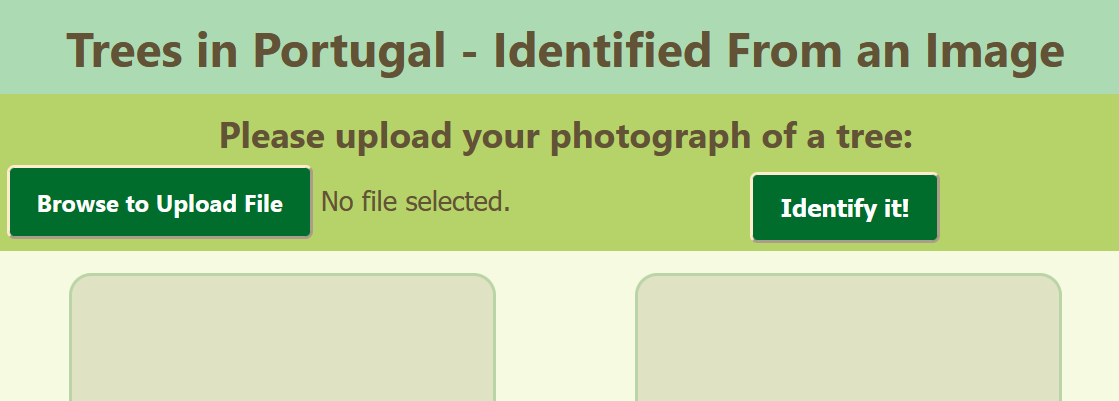 Trees in Portugal - Identified From an Image
Please upload your photograph of a tree:
Browse to Upload File No file selected. Identify it!